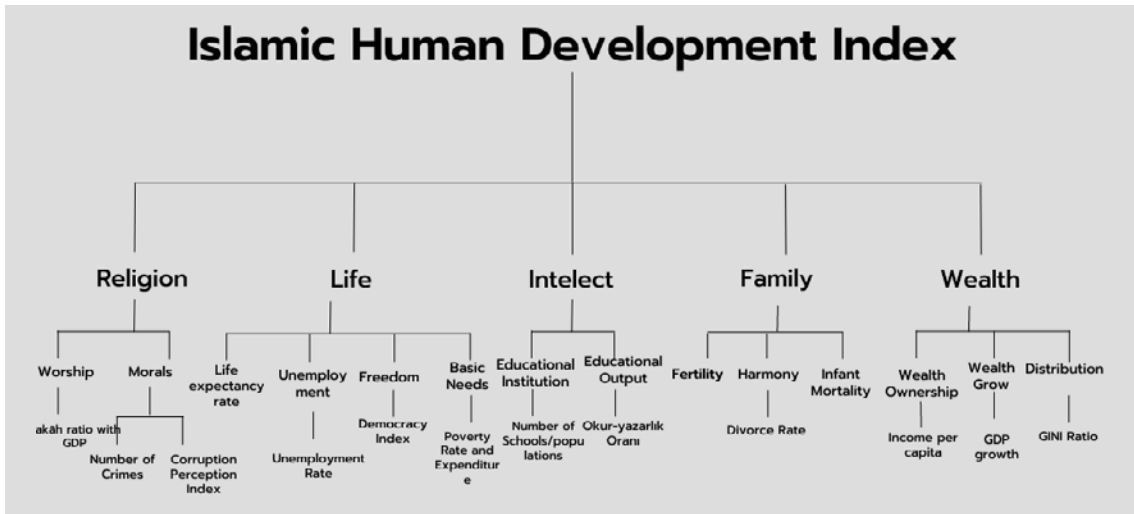 Islamic Human Development Index
Religion
Life
Intelect
Family
Wealth
Worship
Morals
Life
expectancy
rate
Unemploy
ment
Freedom
Basic
Needs
Educational
Institution
Educational
Output
Fertility
Harmony
Infant
Mortality
Wealth
Ownership
Wealth
Grow
Distribution
akāh ratio with
GDP
Number of
Crimes
Corruption
Perception
Index
Unemployment
Rate
Democracy
Index
Poverty
Rate and
Expenditur
e
Number of
Schools/popu
lations
Okur-yazarlık
Oranı
Divorce Rate
Income per
capita
GDP
growth
GINI Ratio